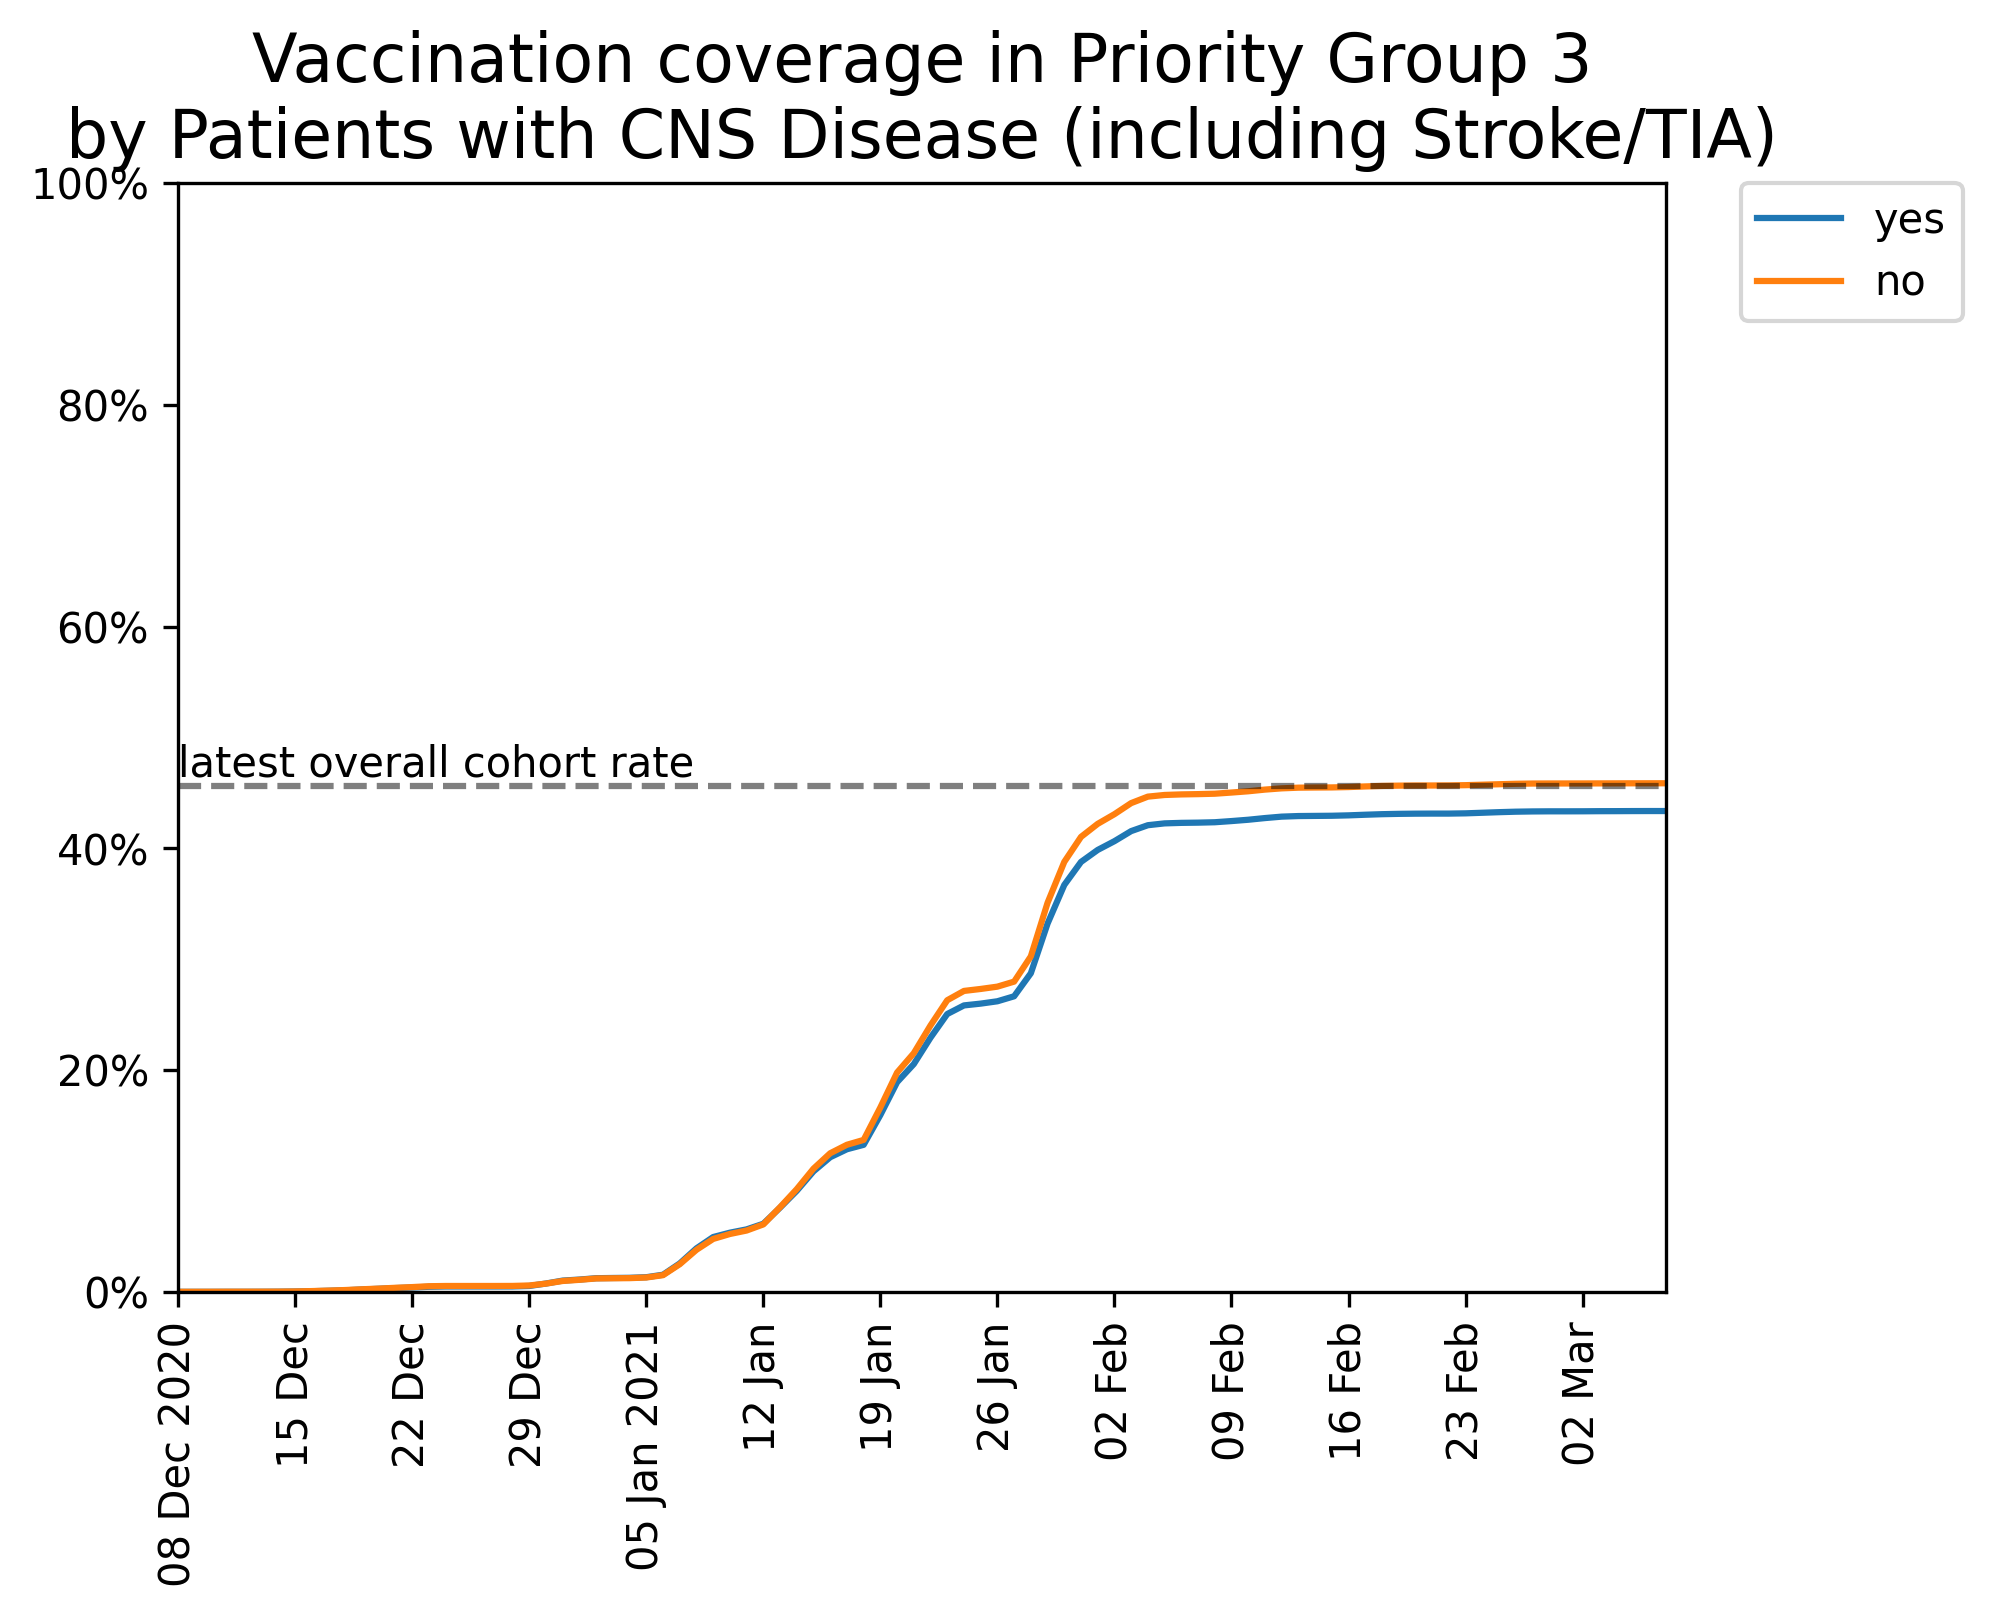 Vaccination coverage in Priority Group 3
by Patients with CNS Disease (including Stroke/TIA)
100%
80%
60%
40%
20%
0%
latest overall cohort rate
yes
no
08 Dec 2020
15 Dec
22 Dec
29 Dec
05 Jan 2021
12 Jan
19 Jan
26 Jan
02 Feb
09 Feb
16 Feb
23 Feb
02 Mar